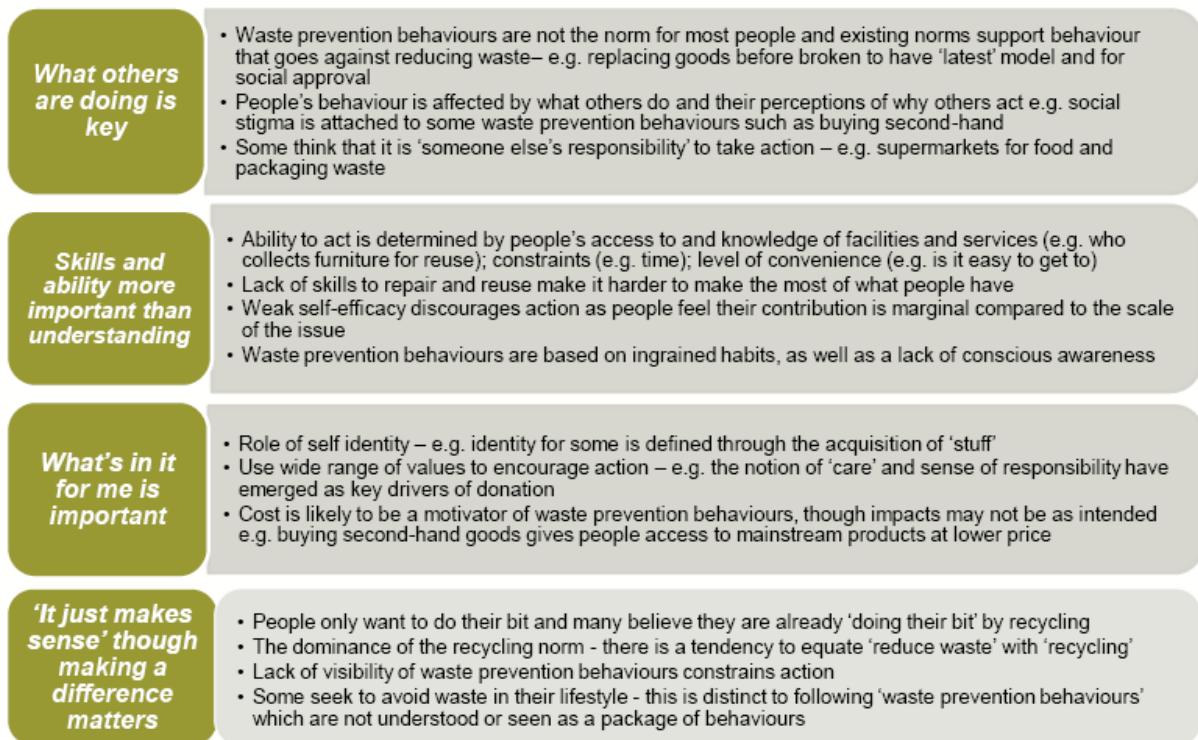 What others
are doing is
key
• Waste prevention behaviours are not the norm for most people and existing norms support behaviour
that goes against reducing waste– e.g. replacing goods before broken to have ‘latest’ model and for
social approval
• People’s behaviour is affected by what others do and their perceptions of why others act e.g. social
stigma is attached to some waste prevention behaviours such as buying second-hand
• Some think that it is ‘someone else’s responsibility’ to take action – e.g. supermarkets for food and
packaging waste
Skills and
ability more
important than
understanding
• Ability to act is determined by people’s access to and knowledge of facilities and services (e.g. who
collects furniture for reuse); constraints (e.g. time); level of convenience (e.g. is it easy to get to)
• Lack of skills to repair and reuse make it harder to make the most of what people have
• Weak self-efficacy discourages action as people feel their contribution is marginal compared to the scale
of the issue
• Waste prevention behaviours are based on ingrained habits, as well as a lack of conscious awareness
What’s in it
for me is
important
• Role of self identity – e.g. identity for some is defined through the acquisition of ‘stuff’
• Use wide range of values to encourage action – e.g. the notion of ‘care’ and sense of responsibility have
emerged as key drivers of donation
• Cost is likely to be a motivator of waste prevention behaviours, though impacts may not be as intended
e.g. buying second-hand goods gives people access to mainstream products at lower price
‘It just makes
sense’ though
making a
difference
matters
• People only want to do their bit and many believe they are already ‘doing their bit’ by recycling
• The dominance of the recycling norm - there is a tendency to equate ‘reduce waste’ with ‘recycling’
• Lack of visibility of waste prevention behaviours constrains action
• Some seek to avoid waste in their lifestyle - this is distinct to following ‘waste prevention behaviours’
which are not understood or seen as a package of behaviours